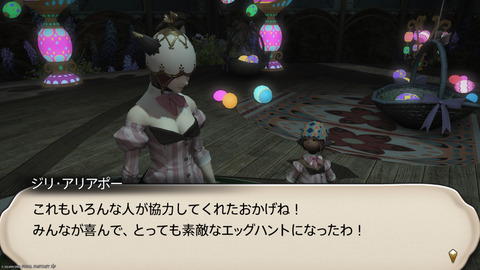 ジリ・アリアポー
これもいろんな人が協力してくれたおかげね！
みんなが喜んで、とっても素敵なエッグハントになったわ！